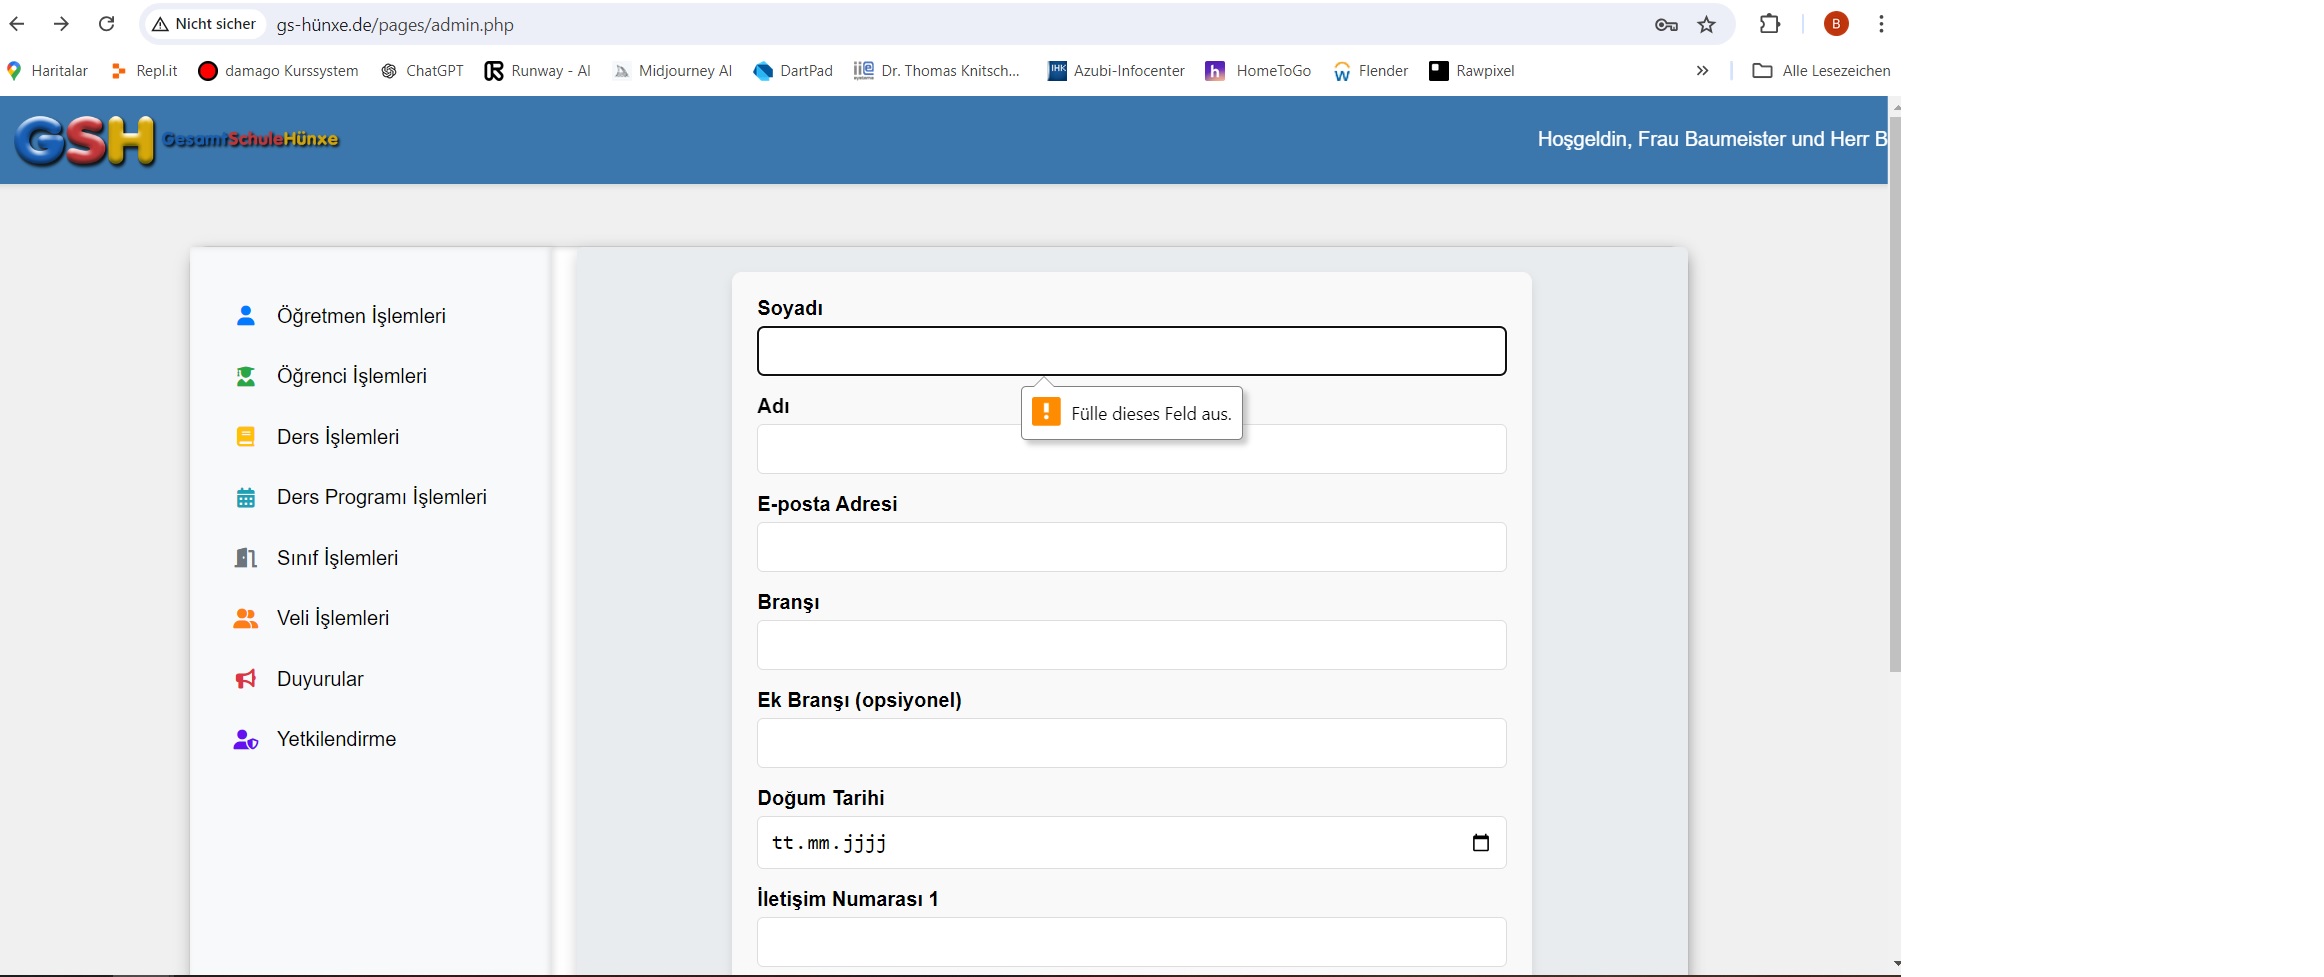 Nicht sicher gs-hünxe.de/pages/admin.php B
Haritalar Repl.it damago Kurssystem ChatGPT Runway - AI Midjourney AI DartPad Dr. Thomas Knitsch... IHK Azubi-Infocenter h HomeToGo Flender Rawpixel » Alle Lesezeichen
GSH GesamtSchuleHünxe Hoşgeldin, Frau Baumeister und Herr B
Öğretmen İşlemleri
Öğrenci İşlemleri
Ders İşlemleri
Ders Programı İşlemleri
Sınıf İşlemleri
Veli İşlemleri
Duyurular
Yetkilendirme
Soyadı
Fülle dieses Feld aus.
Adı
E-posta Adresi
Branşı
Ek Branşı (opsiyonel)
Doğum Tarihi
tt.mm.jjjj
İletişim Numarası 1